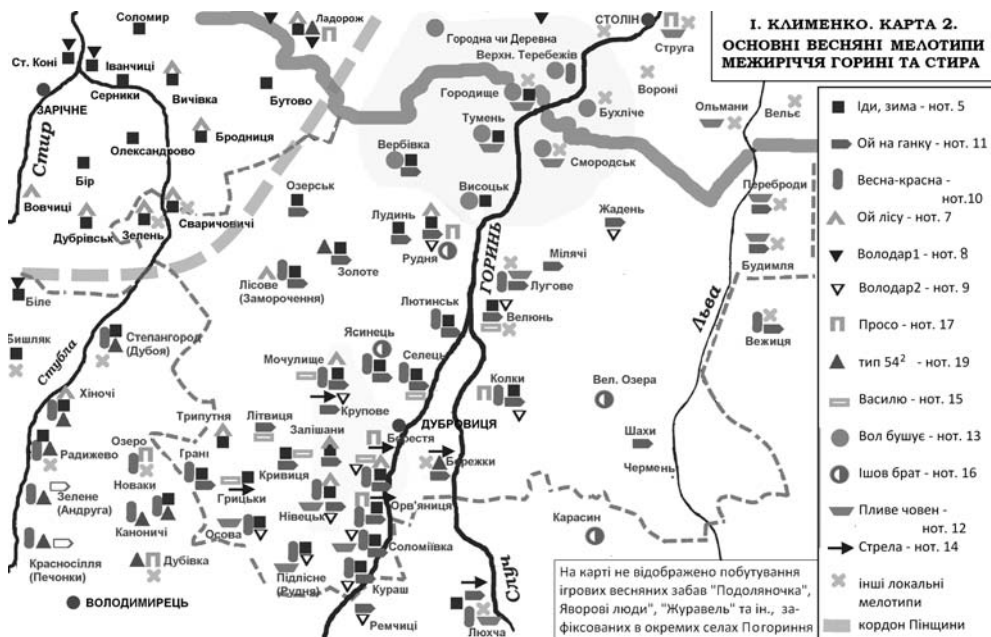 І. КЛИМЕНКО. КАРТА 2.
ОСНОВНІ ВЕСНЯНІ МЕЛОТИПИ
МЕЖИРІЧЧЯ ГОРИНІ ТА СТИРА
Соломир
Ст. Коні
Іванчиці
Серники
Вичівка
ЗАРІЧНЕ
Стир
Олександрово
Бродниця
Бір
Вовчиці
Дубрівськ
Зелень
Сваричовичі
Ладорож
Бутово
Городна чи Деревна
Верхн. Теребежів
СТОЛІН
Струга
Городище
Вороні
Бухліче
Ольмани
Вельє
Тумень
Вербівка
Смородськ
Висоцьк
Озерськ
Людинь
Рудня
Жадень
Переброди
Будимля
Золоте
ГОРИНЬ
Мілячі
Лугове
Лісове
(Заморочення)
Біле
Бишляк
Стубла
Степангород
(Дубоя)
Лютинськ
Велюнь
Льва
Вежиця
Ясинець
Мочулище
Селець
Хіночі
Крупове
Колки
Вел. Озера
Трипутня
Літвиця
Залішани
ДУБРОВИЦЯ
Берестя
Бережки
Шахи
Чермень
Радижево
Озеро
Новаки
Грані
Кривиця
Грицьки
Зелене
(Андруга)
Каноничі
Осова
Нівецьк
Орв'яниця
Карасин
Соломіївка
Красносілля
(Печонки)
Дубівка
Підлісне
(Рудня)
Кураш
Случ
ВОЛОДИМИРЕЦЬ
Ремчиці
Люхча
Іди, зима - нот. 5
Ой на ганку - нот. 11
Весна-красна -
нот.10
Ой лісу - нот. 7
Володар1 - нот. 8
Володар2 - нот. 9
Просо - нот. 17
тип 54² - нот. 19
Василю - нот. 15
Вол бушує - нот. 13
Ішов брат - нот. 16
Пливе човен -
нот. 12
Стрела - нот. 14
інші локальні
мелотипи
кордон Пінщини
На карті не відображено побутування
ігрових весняних забав "Подоляночка",
Яворові люди", "Журавель" та ін., за-
фіксованих в окремих селах Погориння